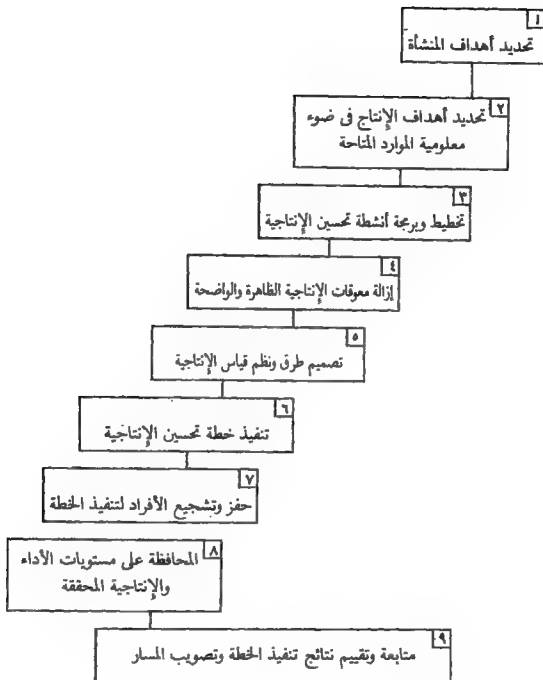 ١
تحديد أهداف المنشأة
٢
تحديد أهداف الإنتاج فى ضوء
معلومية الموارد المتاحة
٣
تخطيط وبرمجة أنشطة تحسين الإنتاجية
٤
إزالة معوقات الإنتاجية الظاهرة والواضحة
٥
تصميم طرق ونظم قياس الإنتاجية
٦
تنفيذ خطة تحسين الإنتاجية
٧
حفز وتشجيع الأفراد لتنفيذ الخطة
٨
المحافظة على مستويات الأداء
والإنتاجية المحققة
٩
متابعة وتقييم نتائج تنفيذ الخطة وتصويب المسار